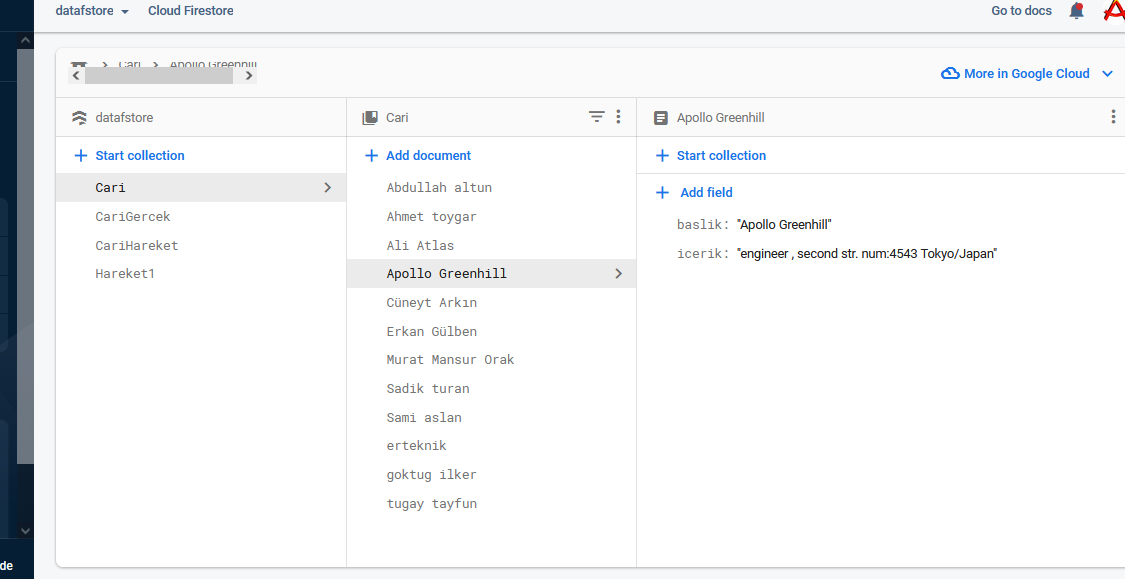 datafstore Cloud Firestore Go to docs
Cari Apollo Greenhill
More in Google Cloud
datafstore Cari Apollo Greenhill
Start collection Add document Start collection
Cari Abdullah altun Add field
CariGercek Ahmet toygar baslik: "Apollo Greenhill"
CariHareket Ali Atlas icerik: "engineer , second str. num:4543 Tokyo/Japan"
Hareket1 Apollo Greenhill
Cüneyt Arkın
Erkan Gülben
Murat Mansur Orak
Sadik turan
Sami aslan
erteknik
goktug ilker
tugay tayfun
de